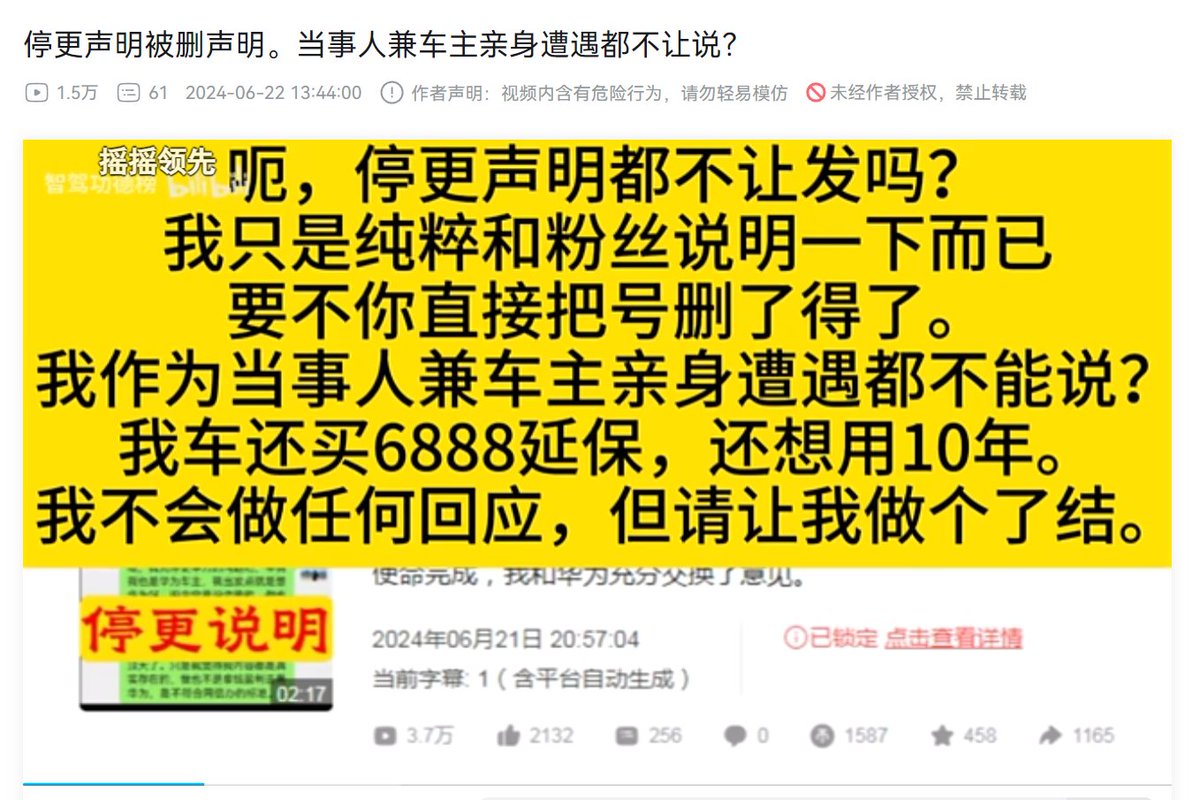 停更声明被删声明。当事人兼车主亲身遭遇都不让说？
1.5万 61 2024-06-22 13:44:00 作者声明：视频内含有危险行为，请勿轻易模仿 未经作者授权，禁止转载
摇摇领先
智驾功德榜 bilibili
呃，停更声明都不让发吗？
我只是纯粹和粉丝说明一下而已
要不你直接把号删了得了。
我作为当事人兼车主亲身遭遇都不能说？
我车还买6888延保，还想用10年。
我不会做任何回应，但请让我做个了结。
使命完成，我和华为充分交换了意见。
停更说明
02:17
2024年06月21日 20:57:04
已锁定 点击查看详情
当前字幕：1（含平台自动生成）
3.7万 2132 256 0 1587 458 1165